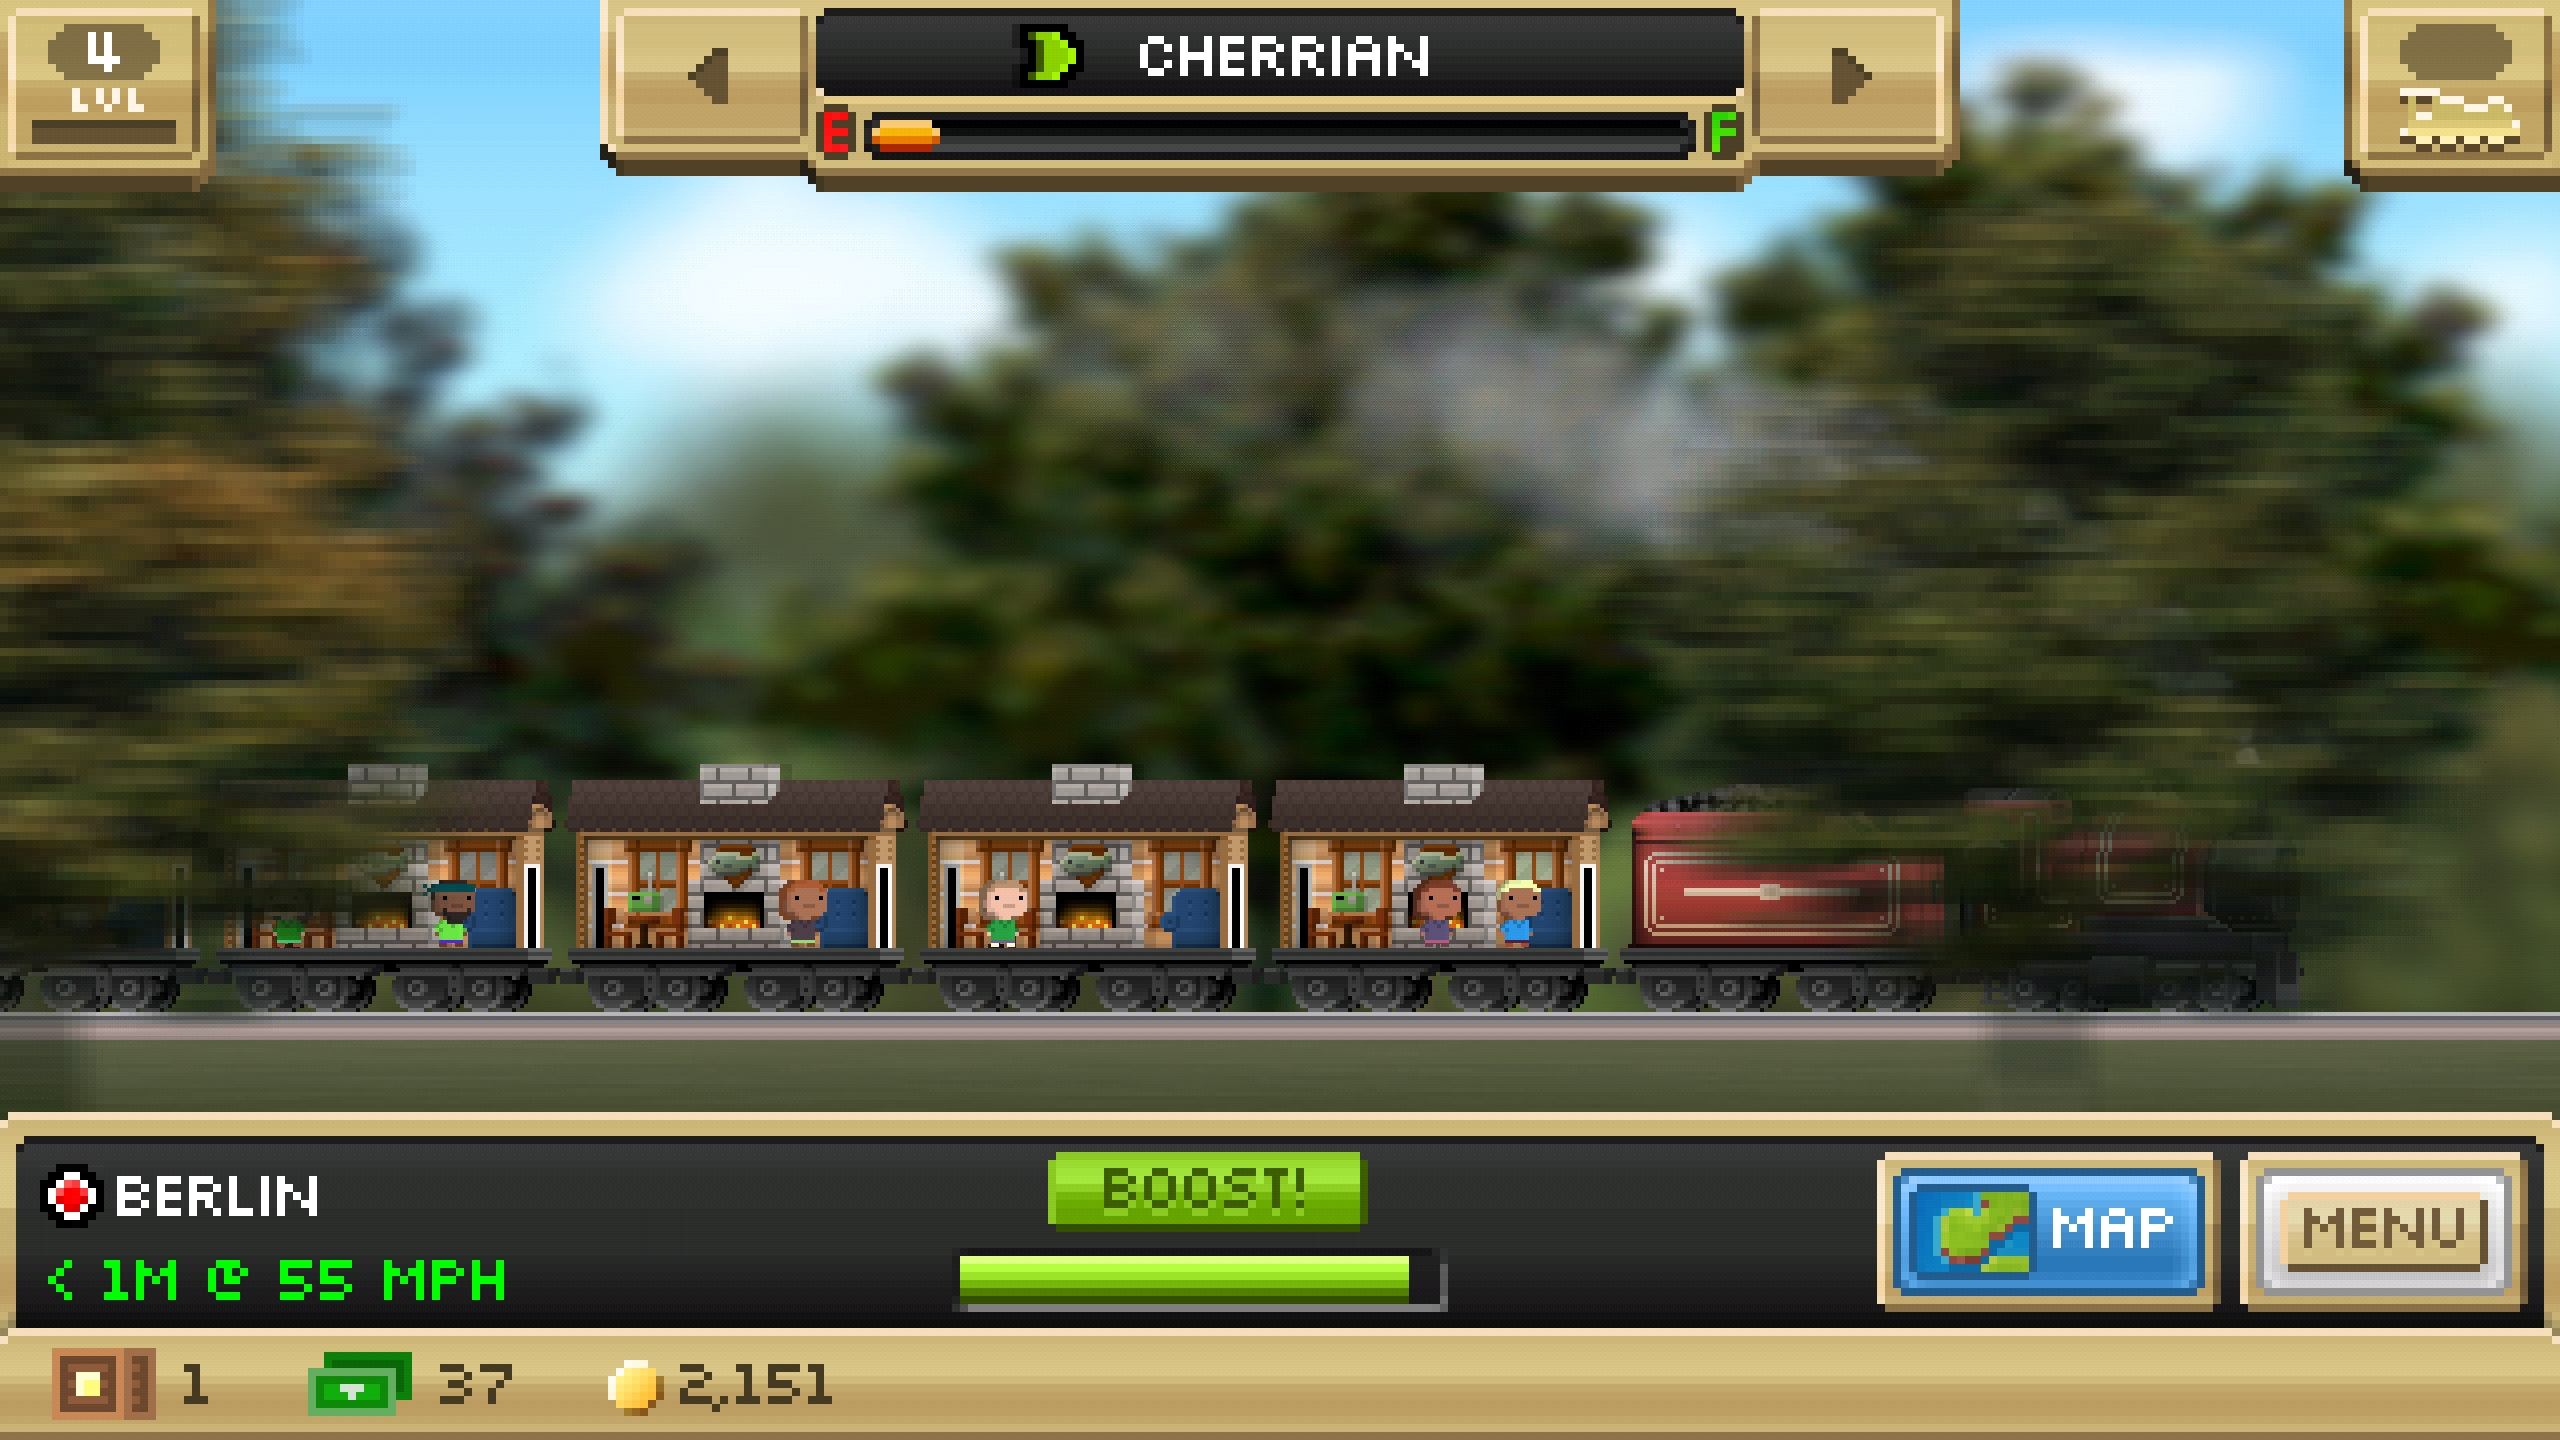 4
LVL
CHERRIAN
E F
BERLIN
BOOST!
< 1M @ 55 MPH
MAP
MENU
1 37 2,151